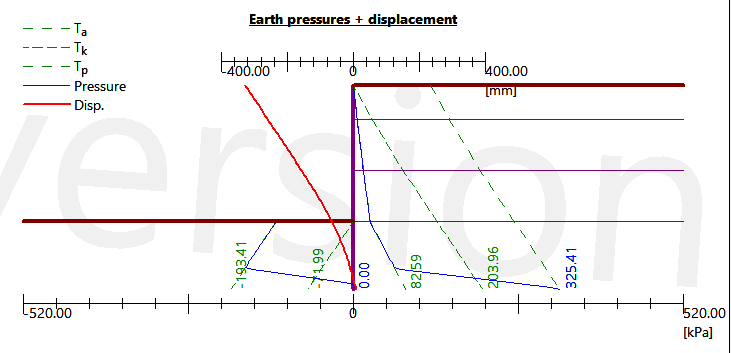 Earth pressures + displacement
Ta
Tk
Tp
Pressure
Disp.
-400.00 0 400.00
[mm]
-193.41
-71.99
0.00
82.59
203.96
325.41
-520.00 0 520.00
[kPa]
version